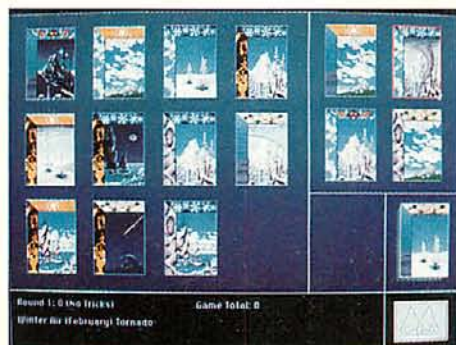 Round 1: 0 (No Tricks) Game Total: 0
Winter Air (February) Tornado